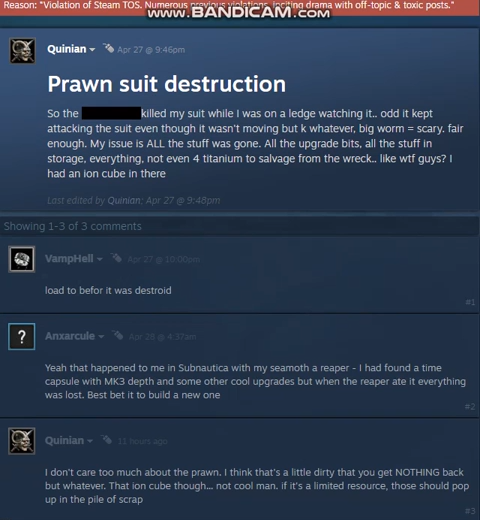 Reason: "Violation of Steam TOS. Numerous previous violations, inciting drama with off-topic & toxic posts."
www.BANDICAM.com
Quinian Apr 27 @ 9:46pm
Prawn suit destruction
So the killed my suit while I was on a ledge watching it.. odd it kept
attacking the suit even though it wasn't moving but k whatever, big worm = scary. fair
enough. My issue is ALL the stuff was gone. All the upgrade bits, all the stuff in
storage, everything, not even 4 titanium to salvage from the wreck.. like wtf guys? I
had an ion cube in there
Last edited by Quinian; Apr 27 @ 9:48pm
Showing 1-3 of 3 comments
VampHell Apr 27 @ 10:00pm
load to befor it was destroid
#1
Anxarcule Apr 28 @ 4:37am
Yeah that happened to me in Subnautica with my seamoth a reaper - I had found a time
capsule with MK3 depth and some other cool upgrades but when the reaper ate it everything
was lost. Best bet it to build a new one
#2
Quinian 11 hours ago
I don't care too much about the prawn. I think that's a little dirty that you get NOTHING back
but whatever. That ion cube though... not cool man. if it's a limited resource, those should pop
up in the pile of scrap
#3